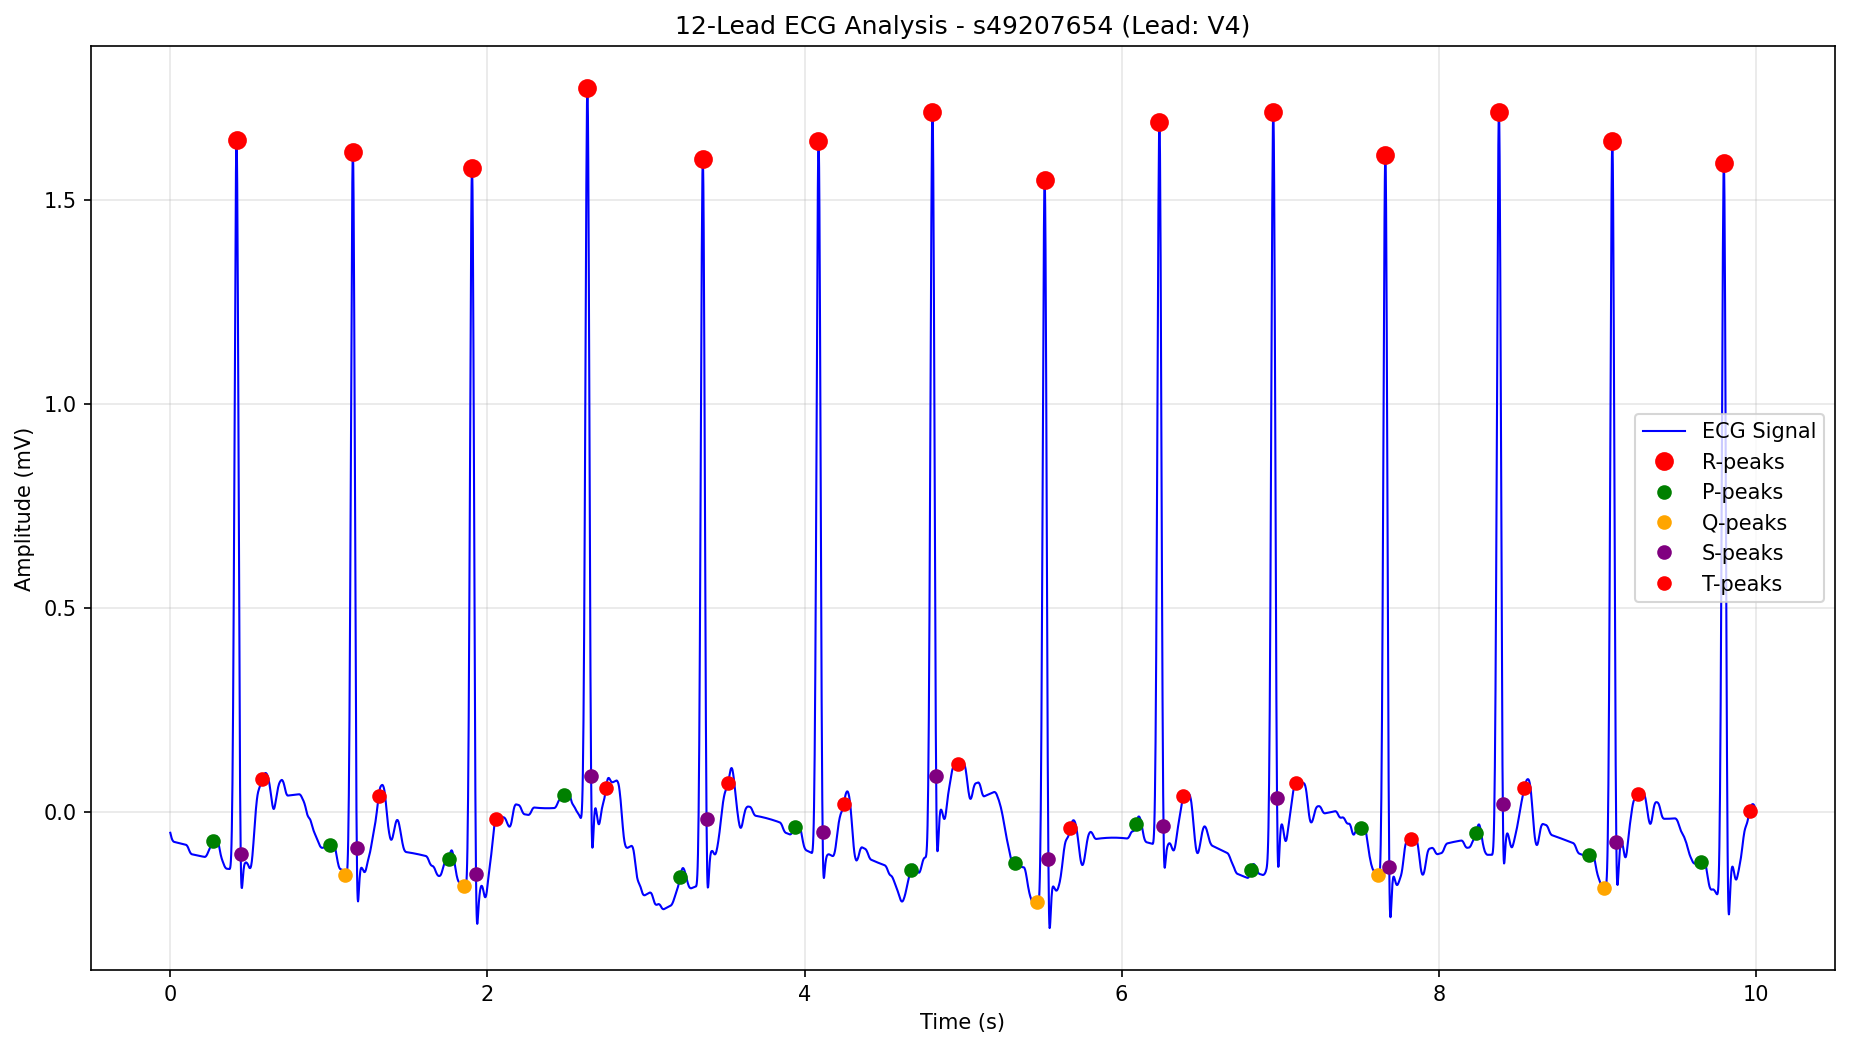 12-Lead ECG Analysis - s49207654 (Lead: V4)
Amplitude (mV)
1.5
1.0
0.5
0.0
ECG Signal
R-peaks
P-peaks
Q-peaks
S-peaks
T-peaks
0 2 4 6 8 10
Time (s)